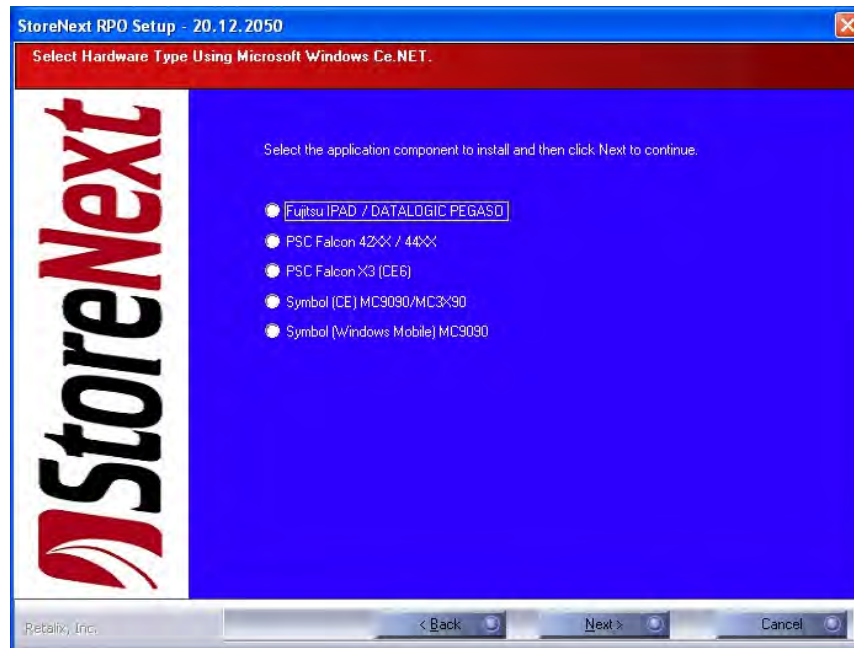 StoreNext RPO Setup - 20.12.2050
Select Hardware Type Using Microsoft Windows Ce.NET.
StoreNext
Select the application component to install and then click Next to continue.
Fujitsu IPAD / DATALOGIC PEGASO
PSC Falcon 42XX / 44XX
PSC Falcon X3 (CE6)
Symbol (CE) MC9090/MC3X90
Symbol (Windows Mobile) MC9090
Retalix, Inc.
< Back
Next >
Cancel